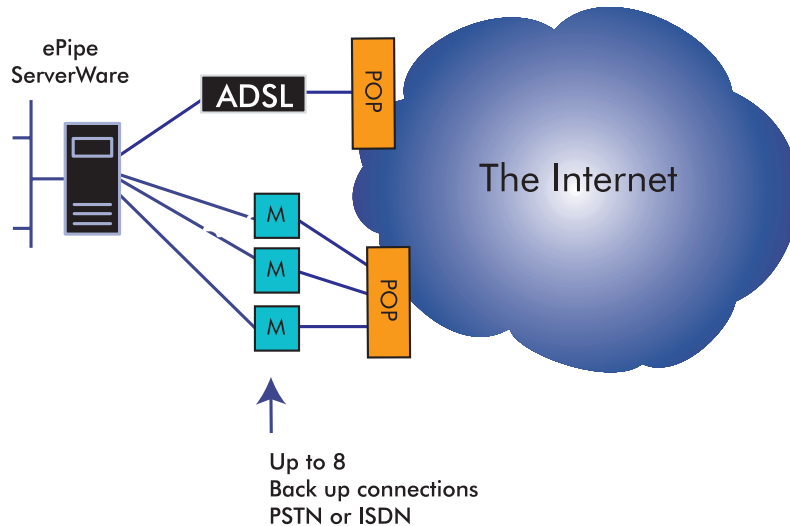 ePipe
ServerWare
ADSL
POP
The Internet
M
M
M
POP
Up to 8
Back up connections
PSTN or ISDN